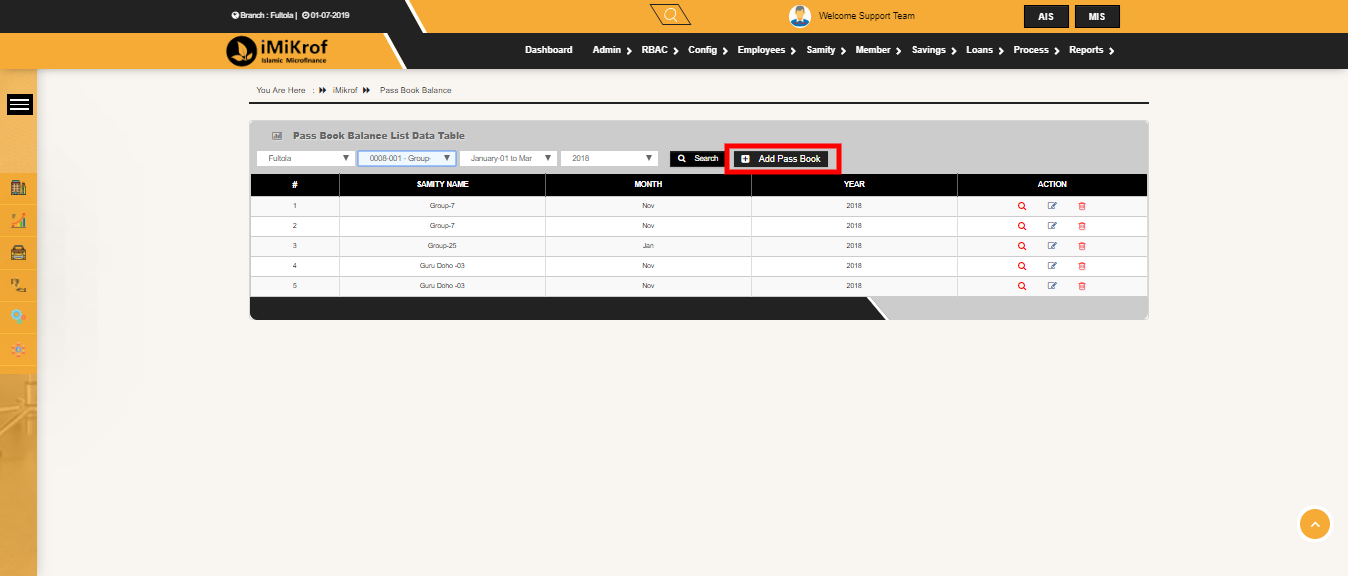 Branch : Fultola | 01-07-2019
Welcome Support Team
AIS MIS
iMiKrof
Islamic Microfinance
Dashboard Admin RBAC Config Employees Samity Member Savings Loans Process Reports
You Are Here : iMikrof Pass Book Balance
Pass Book Balance List Data Table
Fultola 0008-001 - Group- January-01 to Mar 2018 Search Add Pass Book
# SAMITY NAME MONTH YEAR ACTION
1 Group-7 Nov 2018
2 Group-7 Nov 2018
3 Group-25 Jan 2018
4 Guru Doho -03 Nov 2018
5 Guru Doho -03 Nov 2018